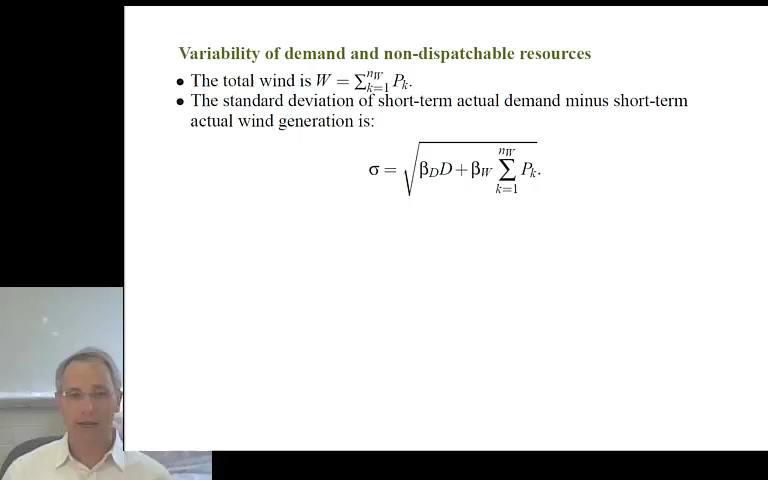 Variability of demand and non-dispatchable resources
• The total wind is W = ∑_{k=1}^{n_W} P_k.
• The standard deviation of short-term actual demand minus short-term
actual wind generation is:
σ = √(β_D D + β_W ∑_{k=1}^{n_W} P_k).